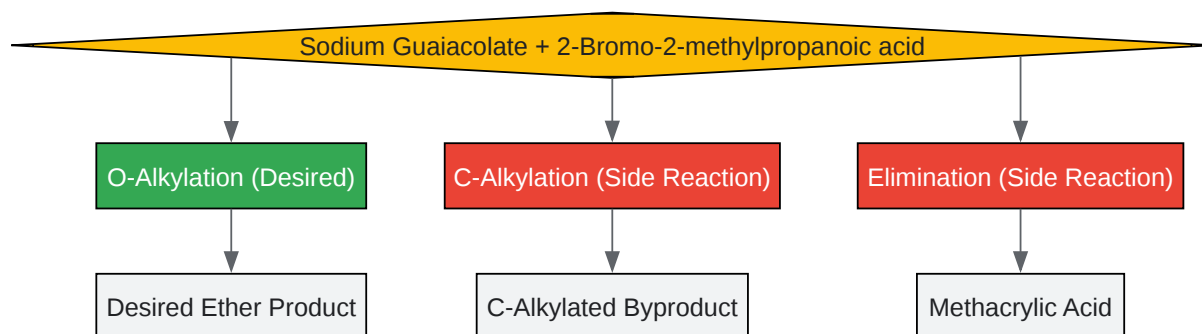 Sodium Guaiacolate + 2-Bromo-2-methylpropanoic acid
O-Alkylation (Desired)
C-Alkylation (Side Reaction)
Elimination (Side Reaction)
Desired Ether Product
C-Alkylated Byproduct
Methacrylic Acid